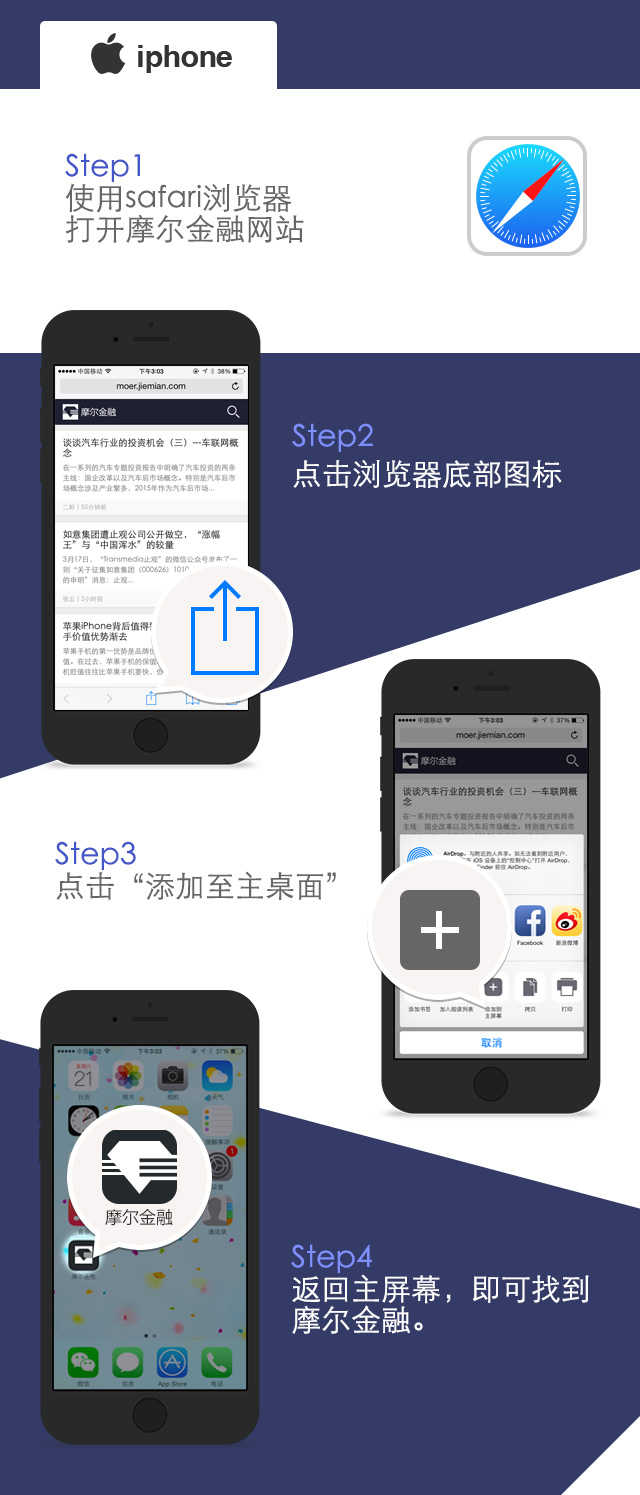 iphone
Step1
使用safari浏览器
打开摩尔金融网站
中国移动 下午3:03 38%
moer.jiemian.com
摩尔金融
谈谈汽车行业的投资机会（三）---车联网概
念
在一系列的汽车专题投资报告中明确了汽车投资的两条
主线：国企改革以及汽车后市场概念。特别是汽车后市
场概念涉及产业繁多，2015年作为汽车后市场...
二郎 | 55分钟前
如意集团遭止观公司公开做空，“涨幅
王”与“中国浑水”的较量
3月17日，“Transmedia止观”的微信公众号发布了一
则“关于征集如意集团（000626）1010
的申明”消息：止观...
张云 | 2小时前
苹果iPhone背后值得
手价值优势渐去
苹果手机的第一优势是品牌
值。在过去，苹果手机的保值
机旺值往往比苹果手机要快，
Step2
点击浏览器底部图标
中国移动 下午3:03 37%
moer.jiemian.com
摩尔金融
谈谈汽车行业的投资机会（三）---车联网概
念
在一系列的汽车专题投资报告中明确了汽车投资的两条
主线：国企改革以及汽车后市场概念。特别是汽车后市
AirDrop。与附近的人共享。如无法看到附近用户，
iOS 设备上的“控制中心”打开 AirDrop、
Finder 前往 AirDrop。
Facebook
新浪微博
添加书签
加入阅读列表
添加到
主屏幕
拷贝
打印
取消
Step3
点击“添加至主桌面”
中国移动 下午3:03 37%
星期六
21
日历
照片
相机
天气
提醒事项
1
设置
通讯录
摩尔金融
摩尔金融
微信
信息
App Store
电话
Step4
返回主屏幕，即可找到
摩尔金融。